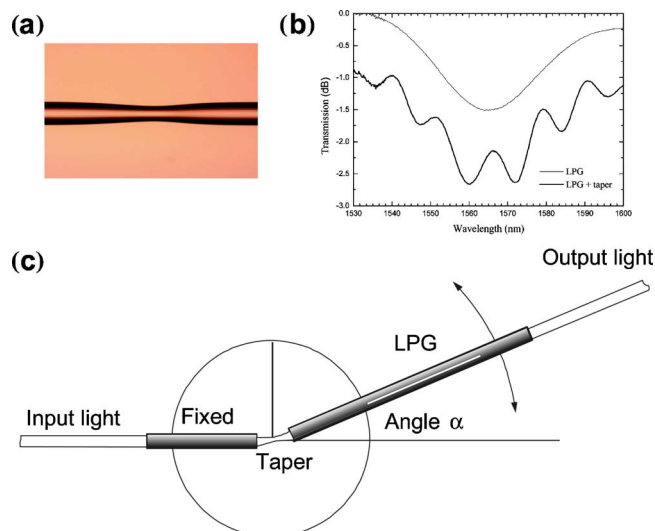 (a)
(b)
0.0
-0.5
-1.0
-1.5
-2.0
-2.5
-3.0
Transmission (dB)
LPG
LPG + taper
1530 1540 1550 1560 1570 1580 1590 1600
Wavelength (nm)
(c)
Output light
LPG
Input light
Fixed
Angle α
Taper